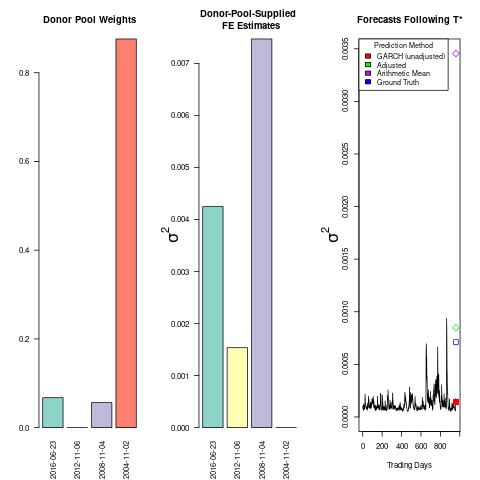 Donor Pool Weights
0.8
0.6
0.4
0.2
0.0
2016-06-23
2012-11-06
2008-11-04
2004-11-02
Donor-Pool-Supplied
FE Estimates
σ²
0.007
0.006
0.005
0.004
0.003
0.002
0.001
0.000
2016-06-23
2012-11-06
2008-11-04
2004-11-02
Forecasts Following T*
σ²
0.0035
0.0030
0.0025
0.0020
0.0015
0.0010
0.0005
0.0000
Prediction Method
GARCH (unadjusted)
Adjusted
Arithmetic Mean
Ground Truth
0 200 400 600 800
Trading Days